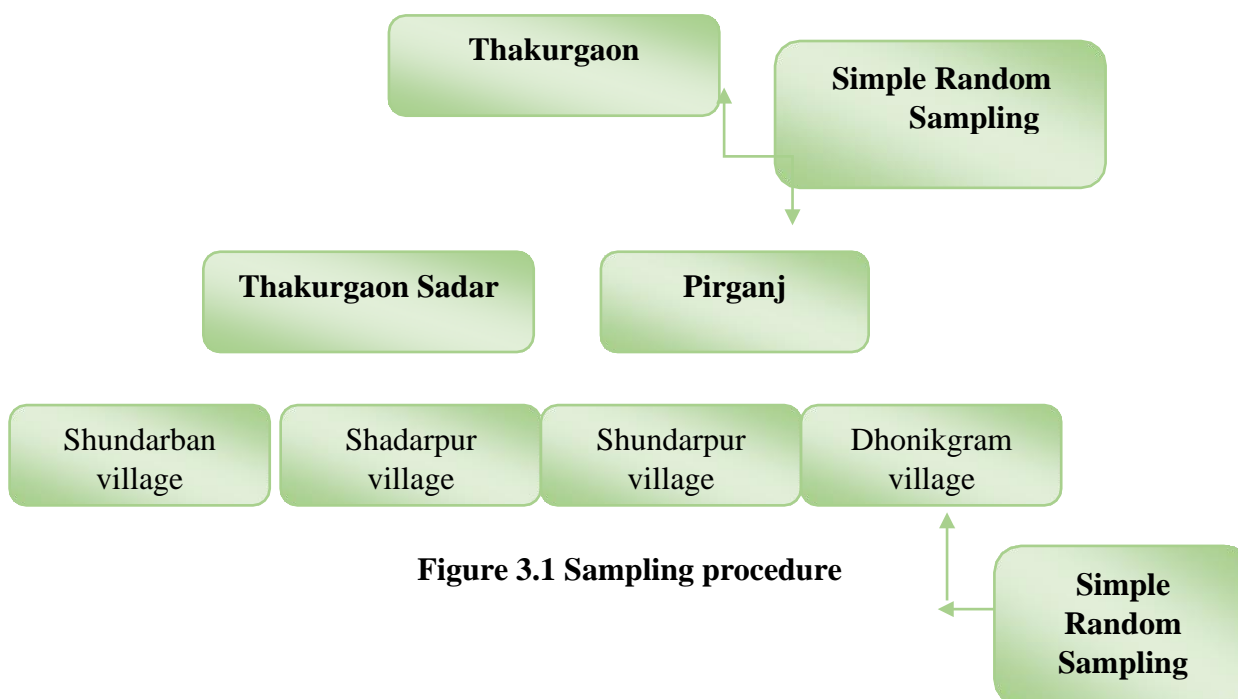 Thakurgaon
Simple Random
Sampling
Thakurgaon Sadar
Pirganj
Shundarban
village
Shadarpur
village
Shundarpur
village
Dhonikgram
village
Figure 3.1 Sampling procedure
Simple
Random
Sampling